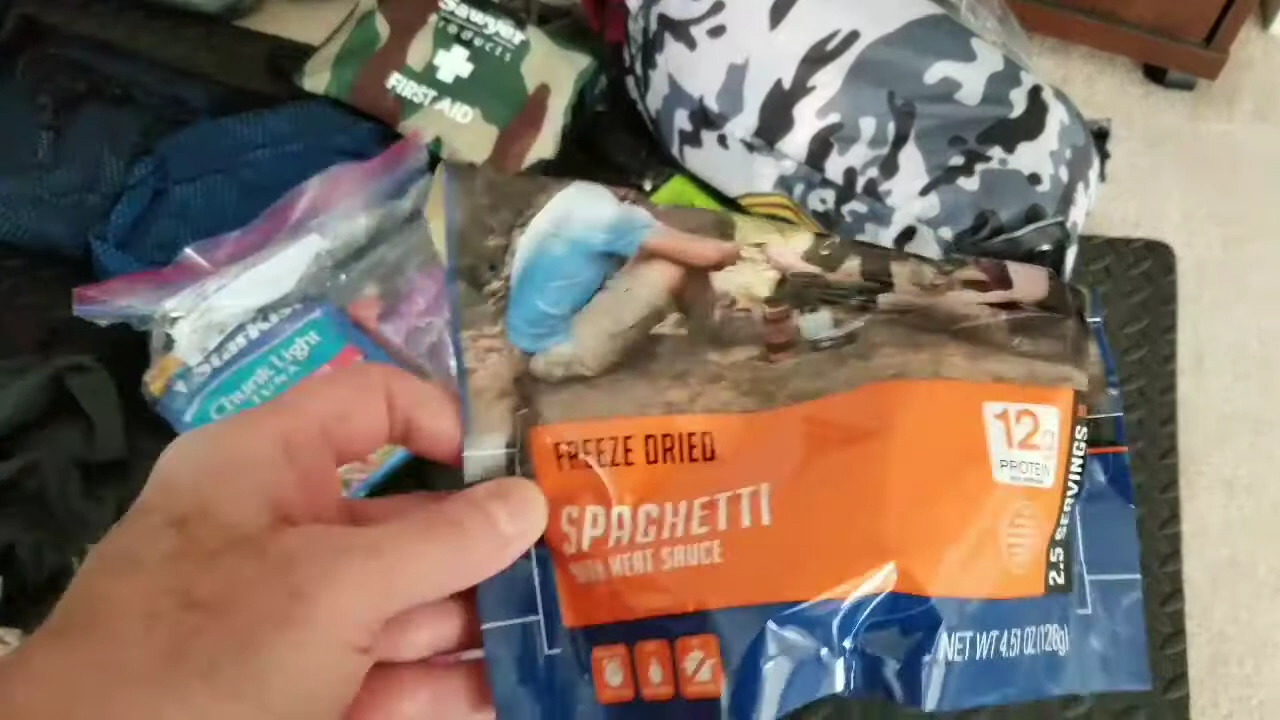 Sawyer
PRODUCTS
FIRST AID
StarKist
Chunk Light
TUNA
FREEZE DRIED
SPAGHETTI
WITH MEAT SAUCE
12g
PROTEIN
2.5 SERVINGS
NET WT 4.51 OZ (128g)